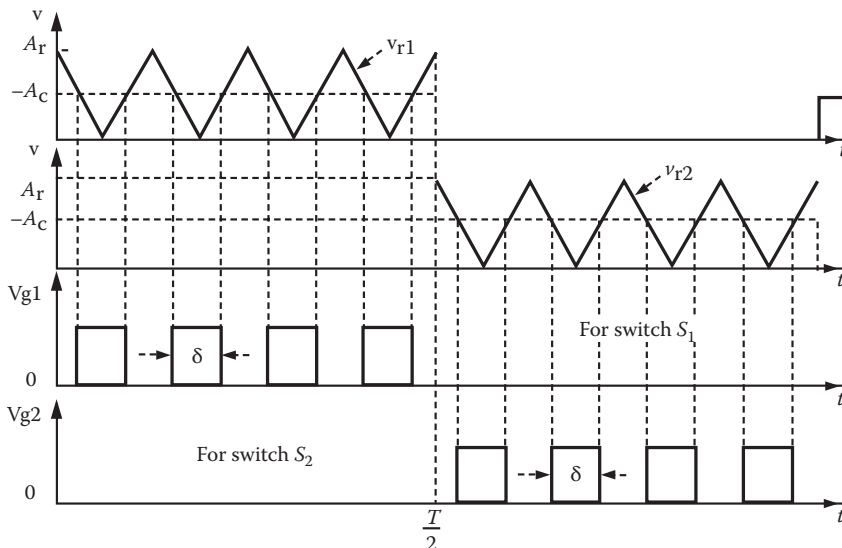 v
A_r
v_r1
−A_c
t
v
A_r
v_r2
−A_c
t
Vg1
For switch S_1
δ
0
t
Vg2
For switch S_2
δ
0
t
T
2